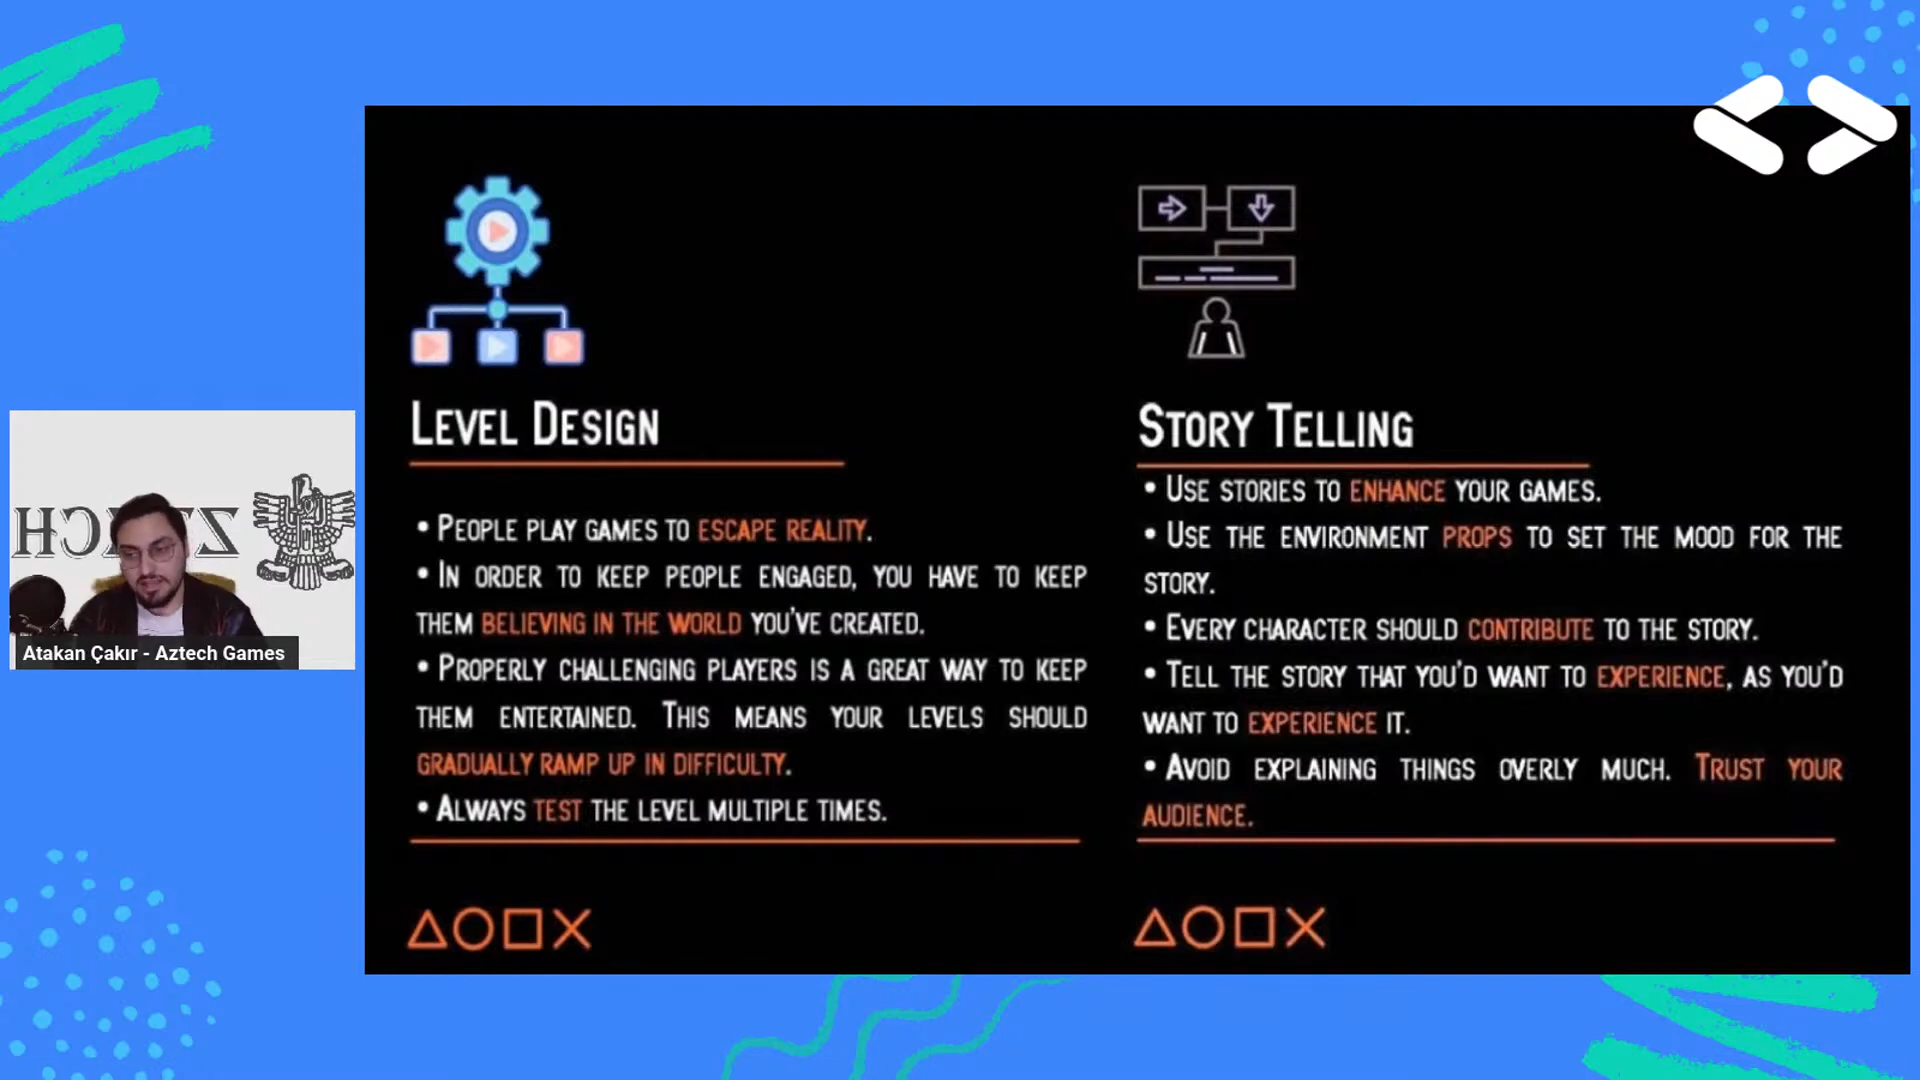 LEVEL DESIGN
• PEOPLE PLAY GAMES TO ESCAPE REALITY.
• IN ORDER TO KEEP PEOPLE ENGAGED, YOU HAVE TO KEEP
THEM BELIEVING IN THE WORLD YOU'VE CREATED.
• PROPERLY CHALLENGING PLAYERS IS A GREAT WAY TO KEEP
THEM ENTERTAINED. THIS MEANS YOUR LEVELS SHOULD
GRADUALLY RAMP UP IN DIFFICULTY.
• ALWAYS TEST THE LEVEL MULTIPLE TIMES.
STORY TELLING
• USE STORIES TO ENHANCE YOUR GAMES.
• USE THE ENVIRONMENT PROPS TO SET THE MOOD FOR THE
STORY.
• EVERY CHARACTER SHOULD CONTRIBUTE TO THE STORY.
• TELL THE STORY THAT YOU'D WANT TO EXPERIENCE, AS YOU'D
WANT TO EXPERIENCE IT.
• AVOID EXPLAINING THINGS OVERLY MUCH. TRUST YOUR
AUDIENCE.
Atakan Çakır - Aztech Games